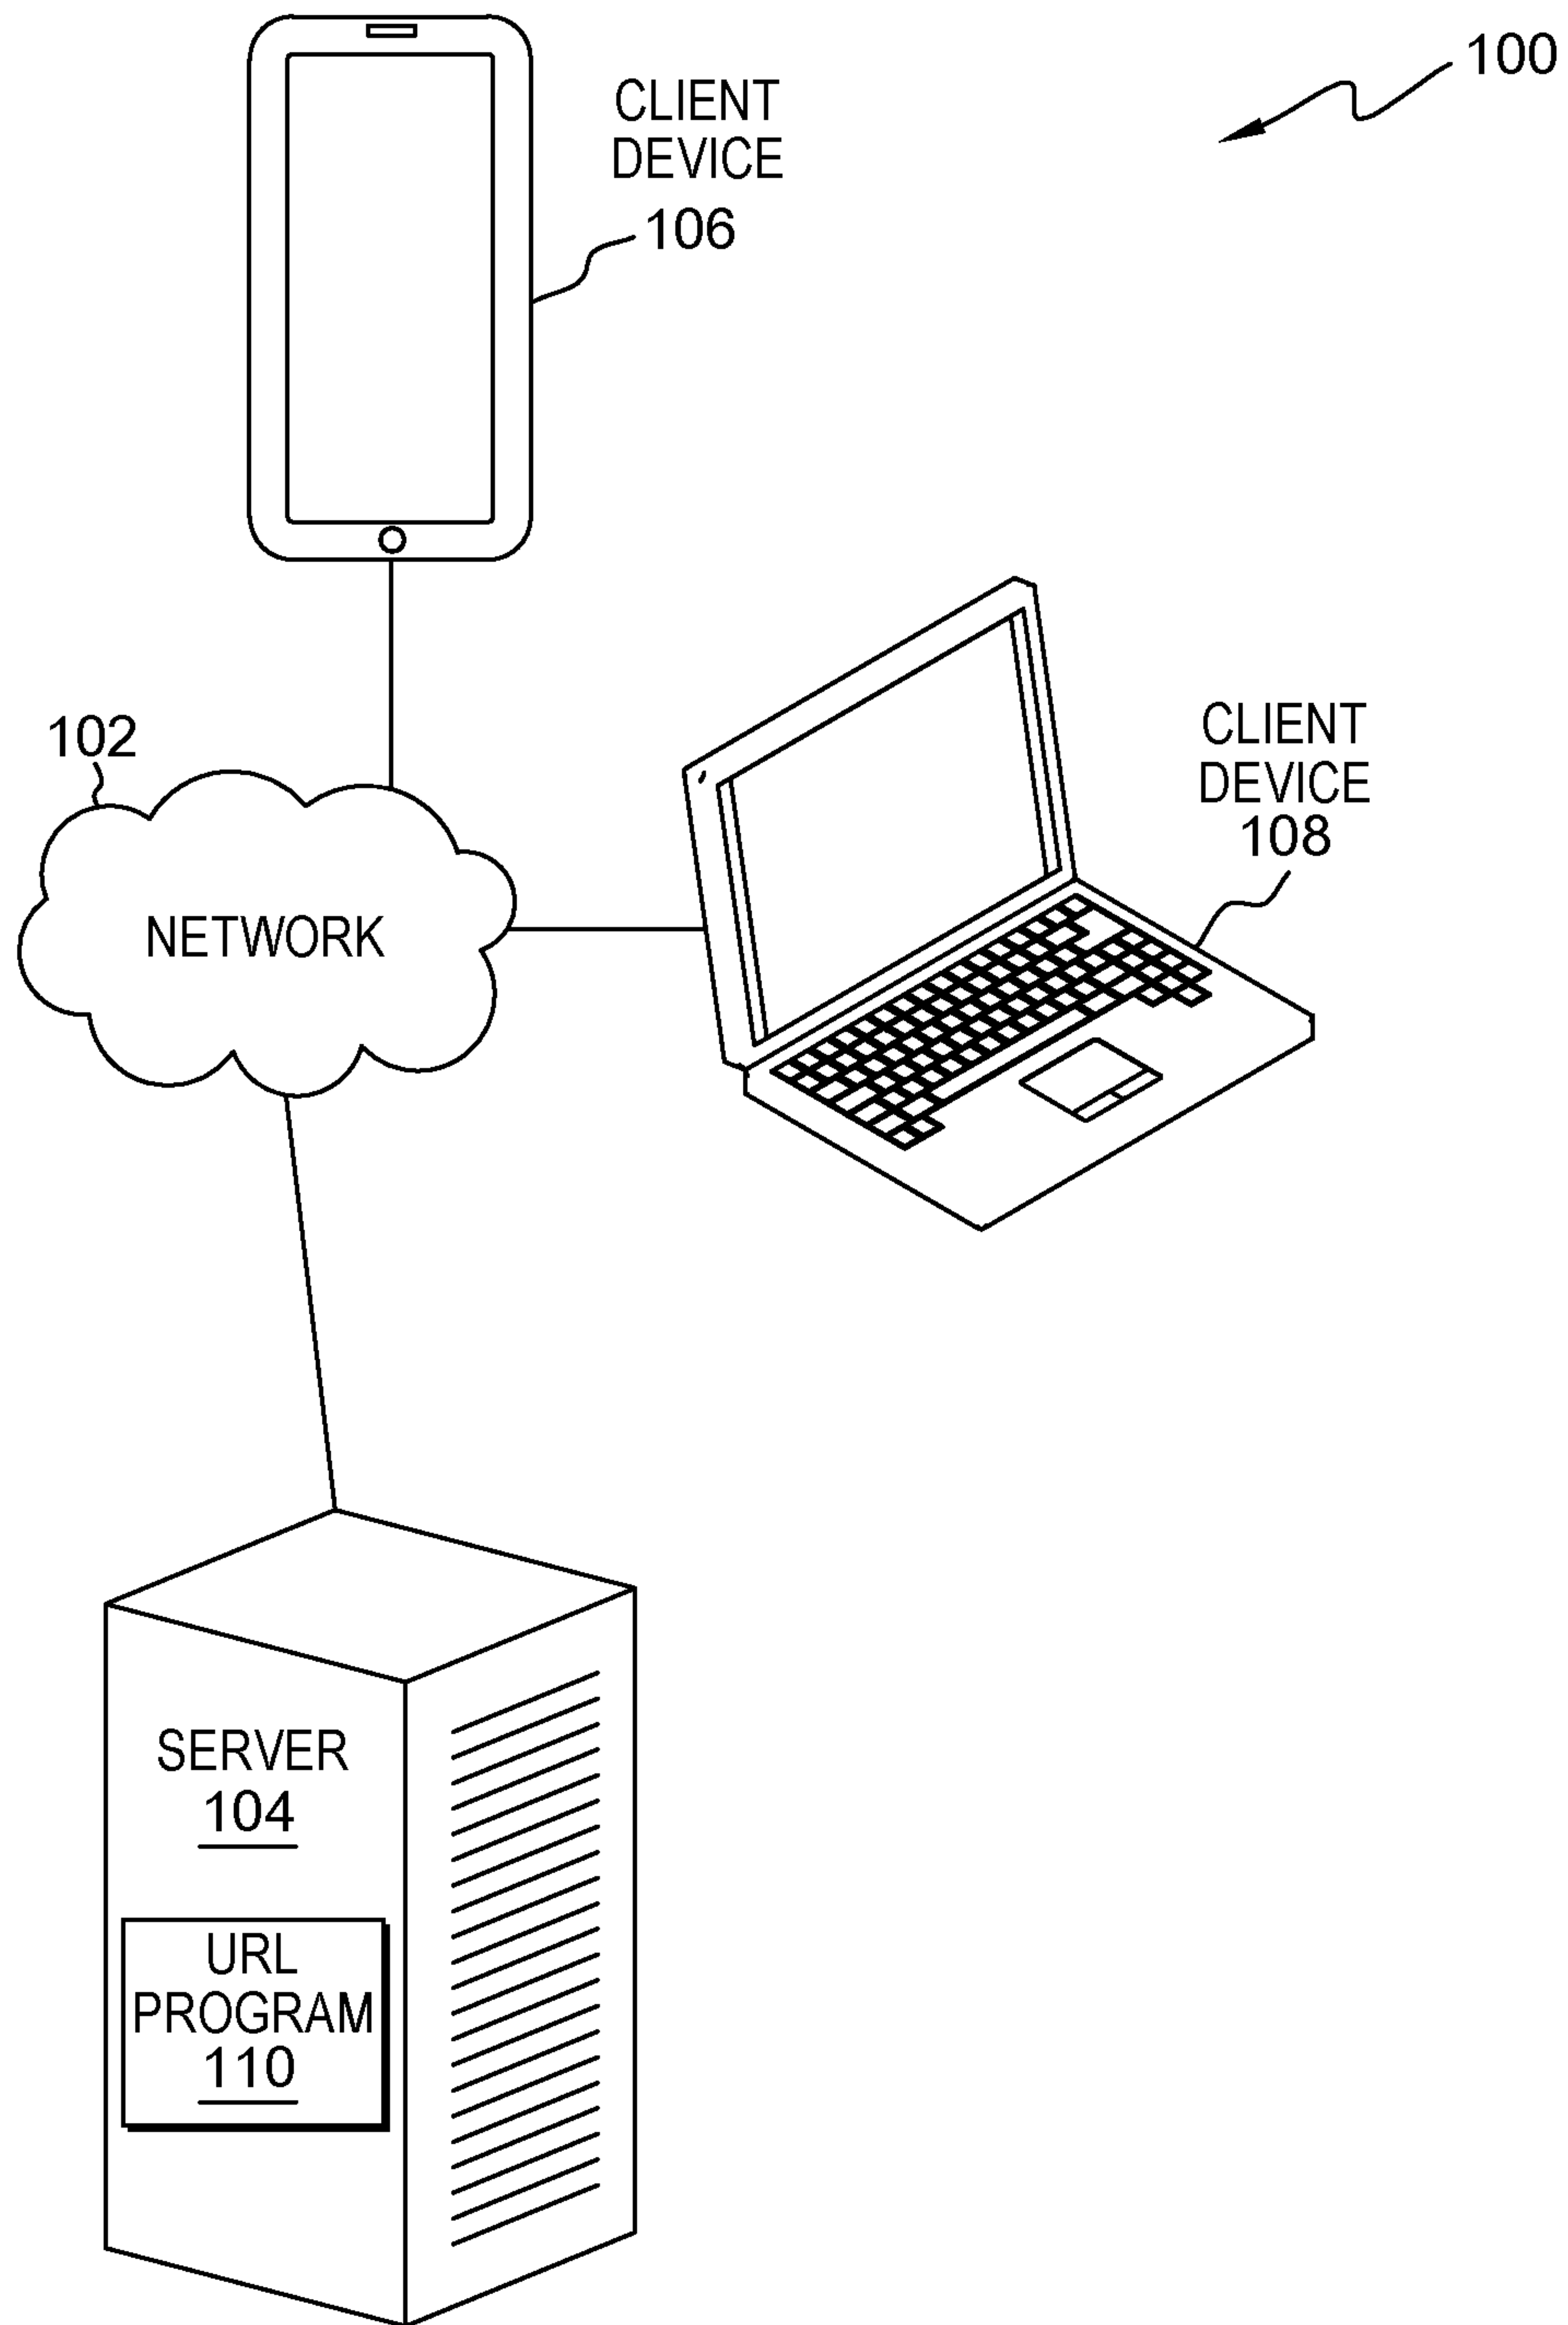 100
CLIENT
DEVICE
106
102
NETWORK
CLIENT
DEVICE
108
SERVER
104
URL
PROGRAM
110